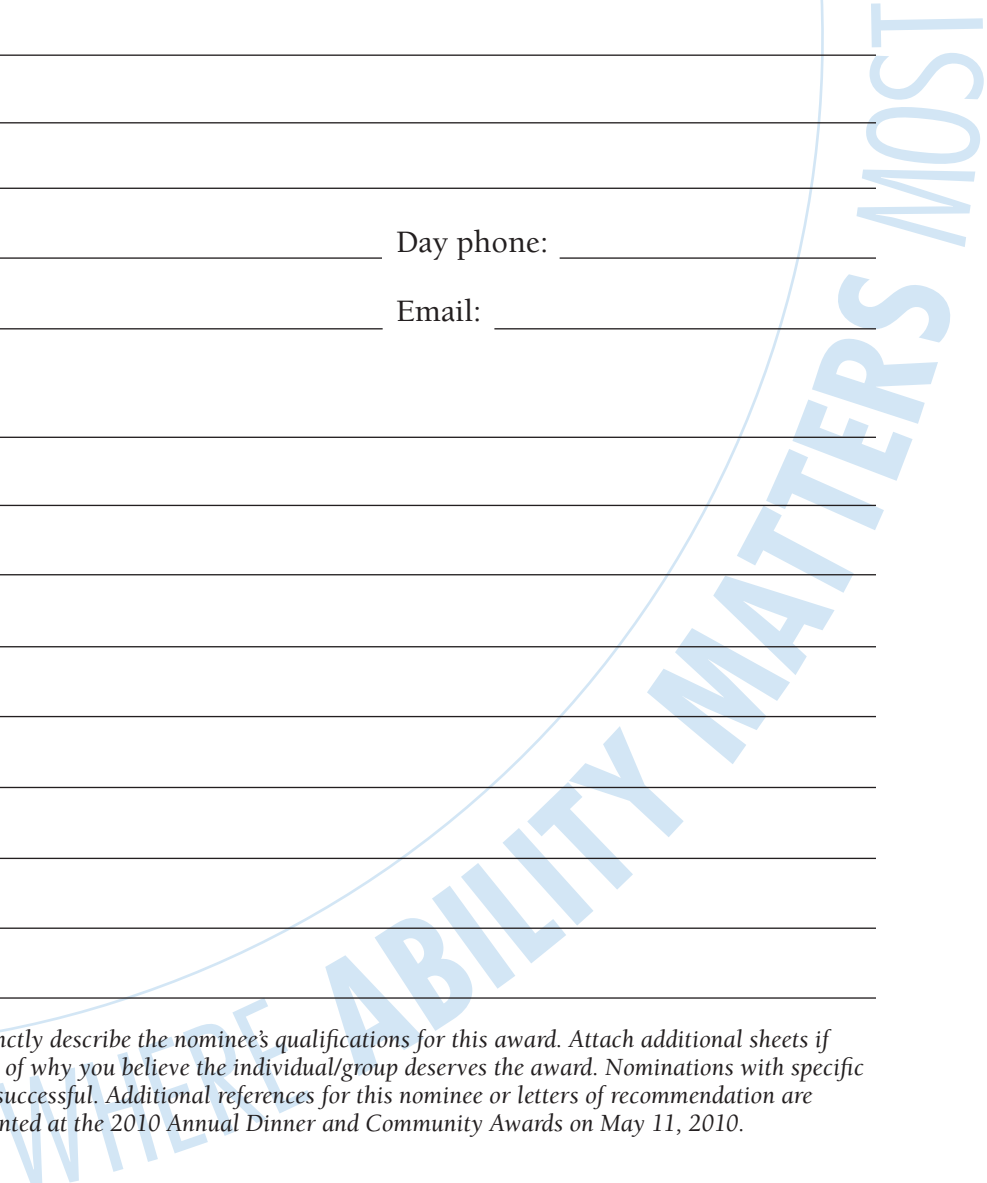 Day phone:
Email:
describe the nominee's qualifications for this award. Attach additional sheets if
of why you believe the individual/group deserves the award. Nominations with specific
successful. Additional references for this nominee or letters of recommendation are
at the 2010 Annual Dinner and Community Awards on May 11, 2010.
WHERE ABILITY MATTERS MOST